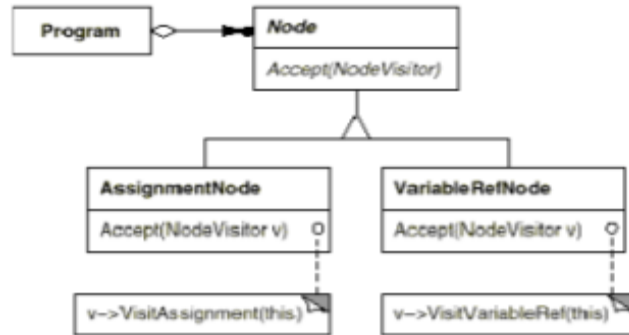 Program
Node
Accept(NodeVisitor)
AssignmentNode
Accept(NodeVisitor v)
VariableRefNode
Accept(NodeVisitor v)
v–>VisitAssignment(this)
v–>VisitVariableRef(this)